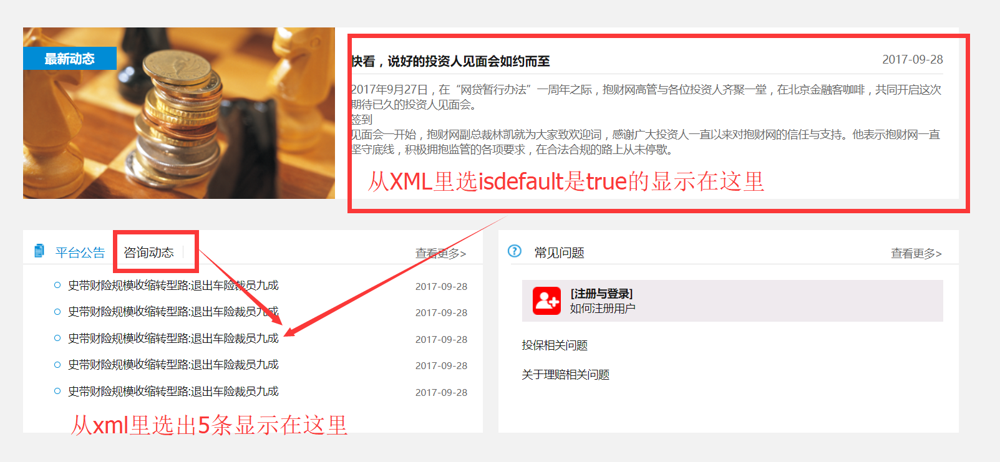 最新动态
快看，说好的投资人见面会如约而至
2017-09-28
2017年9月27日，在“网贷暂行办法”一周年之际，抱财网高管与各位投资人齐聚一堂，在北京金融客咖啡，共同开启这次
期待已久的投资人见面会。
签到
见面会一开始，抱财网副总裁林凯就为大家致欢迎词，感谢广大投资人一直以来对抱财网的信任与支持。他表示抱财网一直
坚守底线，积极拥抱监管的各项要求，在合法合规的路上从未停歇。
从XML里选isdefault是true的显示在这里
平台公告
咨询动态
查看更多>
史带财险规模收缩转型路:退出车险裁员九成
2017-09-28
史带财险规模收缩转型路:退出车险裁员九成
2017-09-28
史带财险规模收缩转型路:退出车险裁员九成
2017-09-28
史带财险规模收缩转型路:退出车险裁员九成
2017-09-28
史带财险规模收缩转型路:退出车险裁员九成
2017-09-28
从xml里选出5条显示在这里
常见问题
查看更多>
[注册与登录]
如何注册用户
投保相关问题
关于理赔相关问题